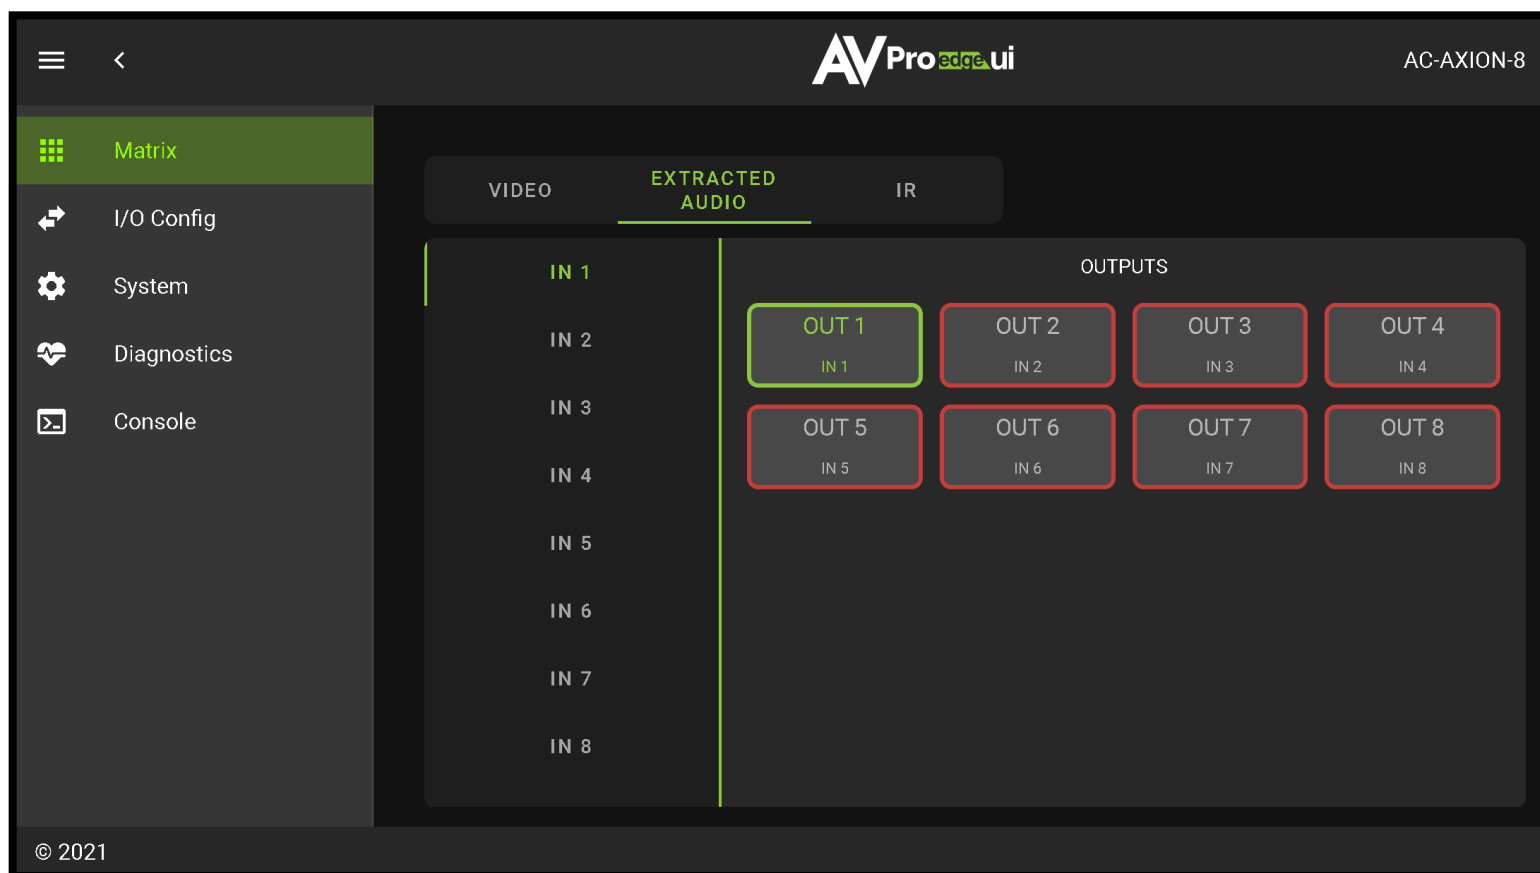 AVPro edge.ui
AC-AXION-8
Matrix
I/O Config
System
Diagnostics
Console
VIDEO
EXTRACTED
AUDIO
IR
IN 1
IN 2
IN 3
IN 4
IN 5
IN 6
IN 7
IN 8
OUTPUTS
OUT 1
IN 1
OUT 2
IN 2
OUT 3
IN 3
OUT 4
IN 4
OUT 5
IN 5
OUT 6
IN 6
OUT 7
IN 7
OUT 8
IN 8
© 2021